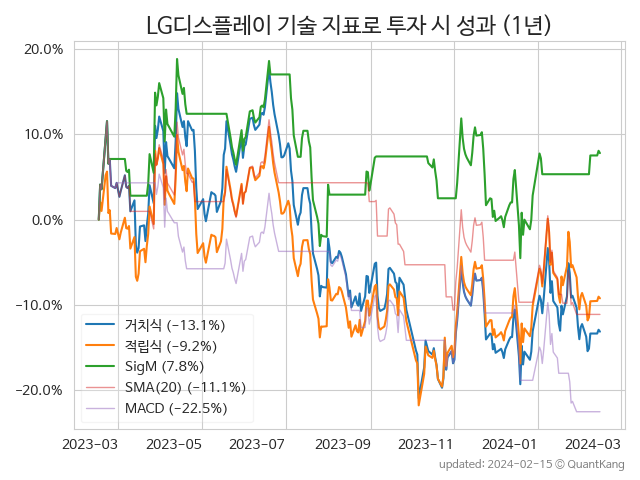 LG디스플레이 기술 지표로 투자 시 성과 (1년)
20.0%
10.0%
0.0%
−10.0%
−20.0%
거치식 (−13.1%)
적립식 (−9.2%)
SigM (7.8%)
SMA(20) (−11.1%)
MACD (−22.5%)
2023-03 2023-05 2023-07 2023-09 2023-11 2024-01 2024-03
updated: 2024-02-15 ⓒ QuantKang